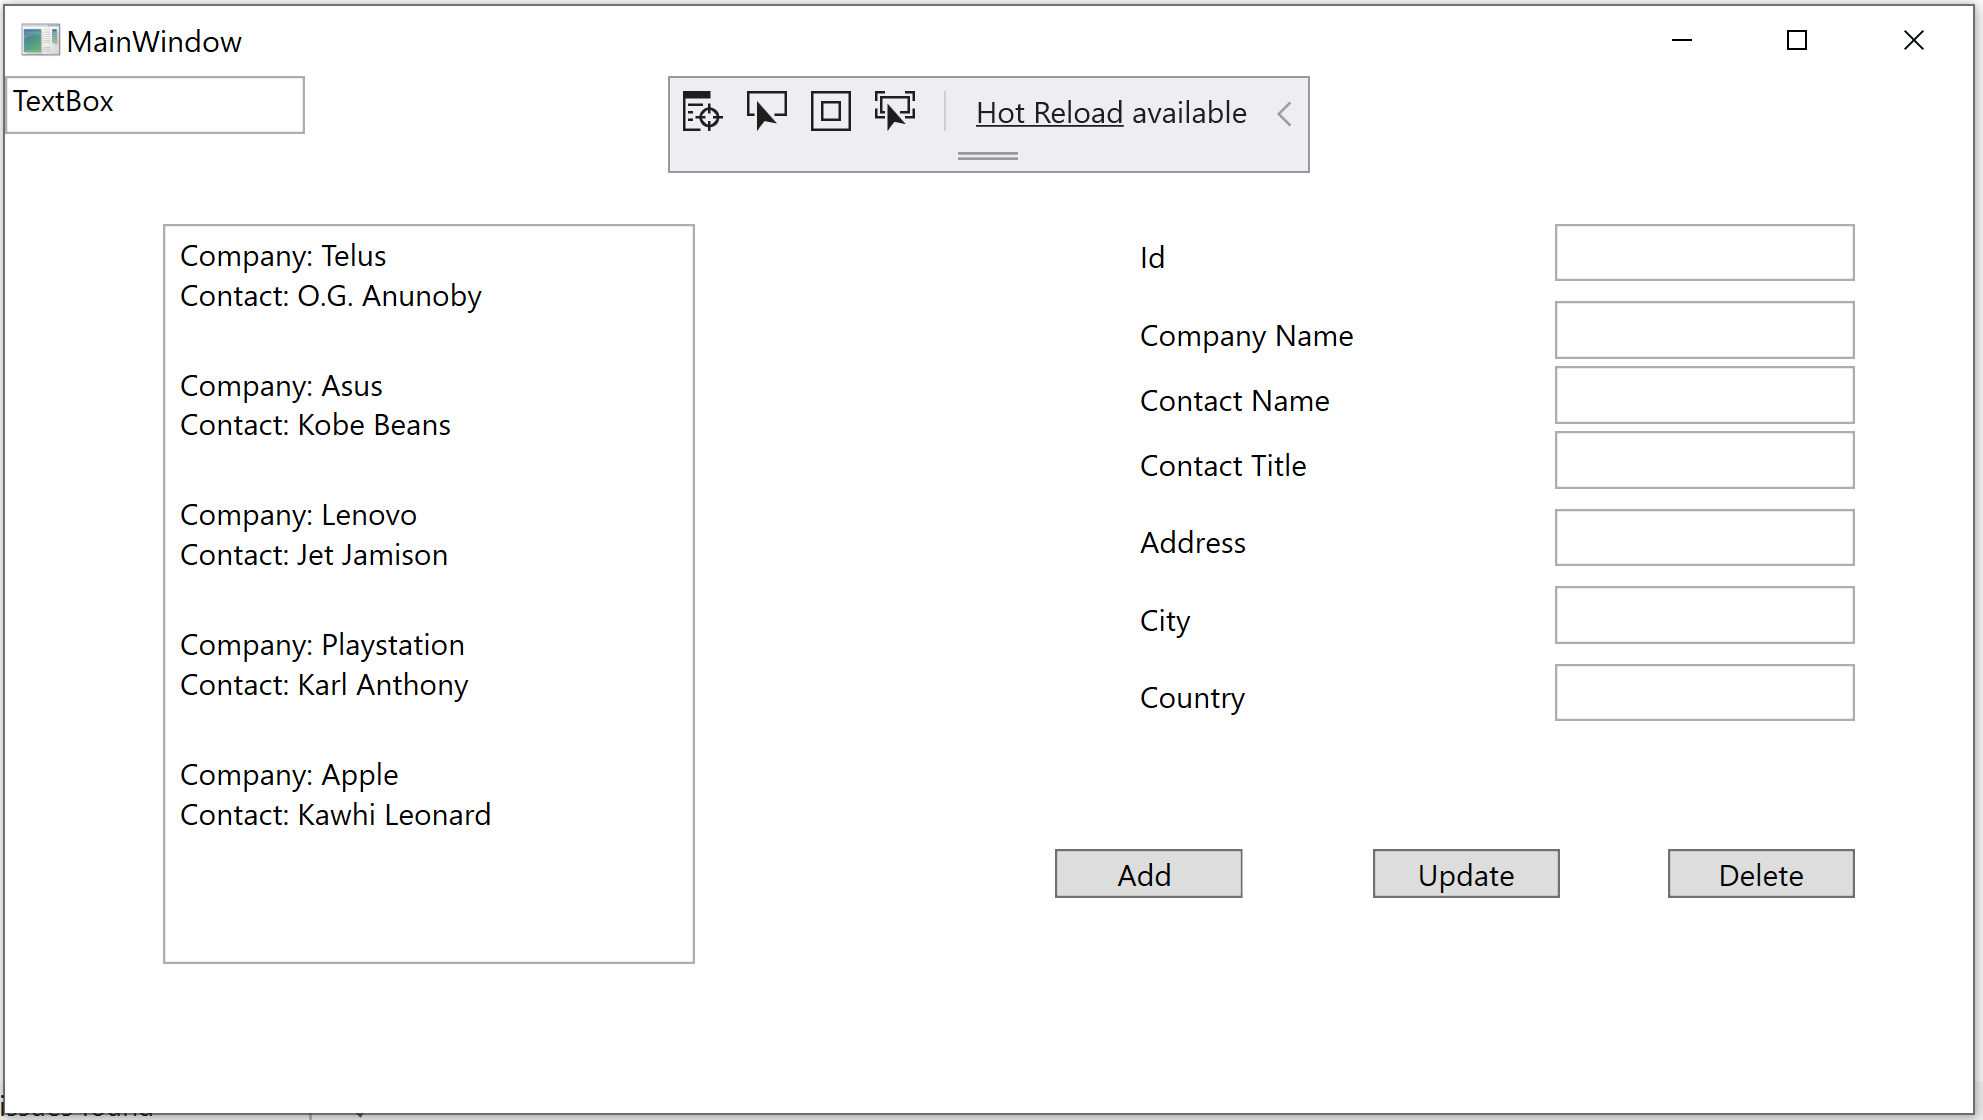 MainWindow
TextBox
Hot Reload available
Company: Telus
Contact: O.G. Anunoby
Company: Asus
Contact: Kobe Beans
Company: Lenovo
Contact: Jet Jamison
Company: Playstation
Contact: Karl Anthony
Company: Apple
Contact: Kawhi Leonard
Id
Company Name
Contact Name
Contact Title
Address
City
Country
Add Update Delete